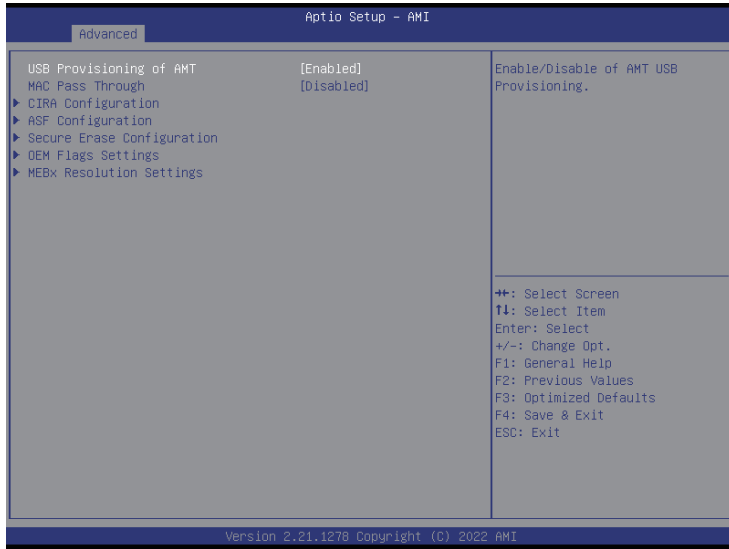 Aptio Setup - AMI
Advanced
USB Provisioning of AMT [Enabled]
MAC Pass Through [Disabled]
CIRA Configuration
ASF Configuration
Secure Erase Configuration
OEM Flags Settings
MEBx Resolution Settings
Enable/Disable of AMT USB
Provisioning.
→←: Select Screen
↑↓: Select Item
Enter: Select
+/-: Change Opt.
F1: General Help
F2: Previous Values
F3: Optimized Defaults
F4: Save & Exit
ESC: Exit
Version 2.21.1278 Copyright (C) 2022 AMI